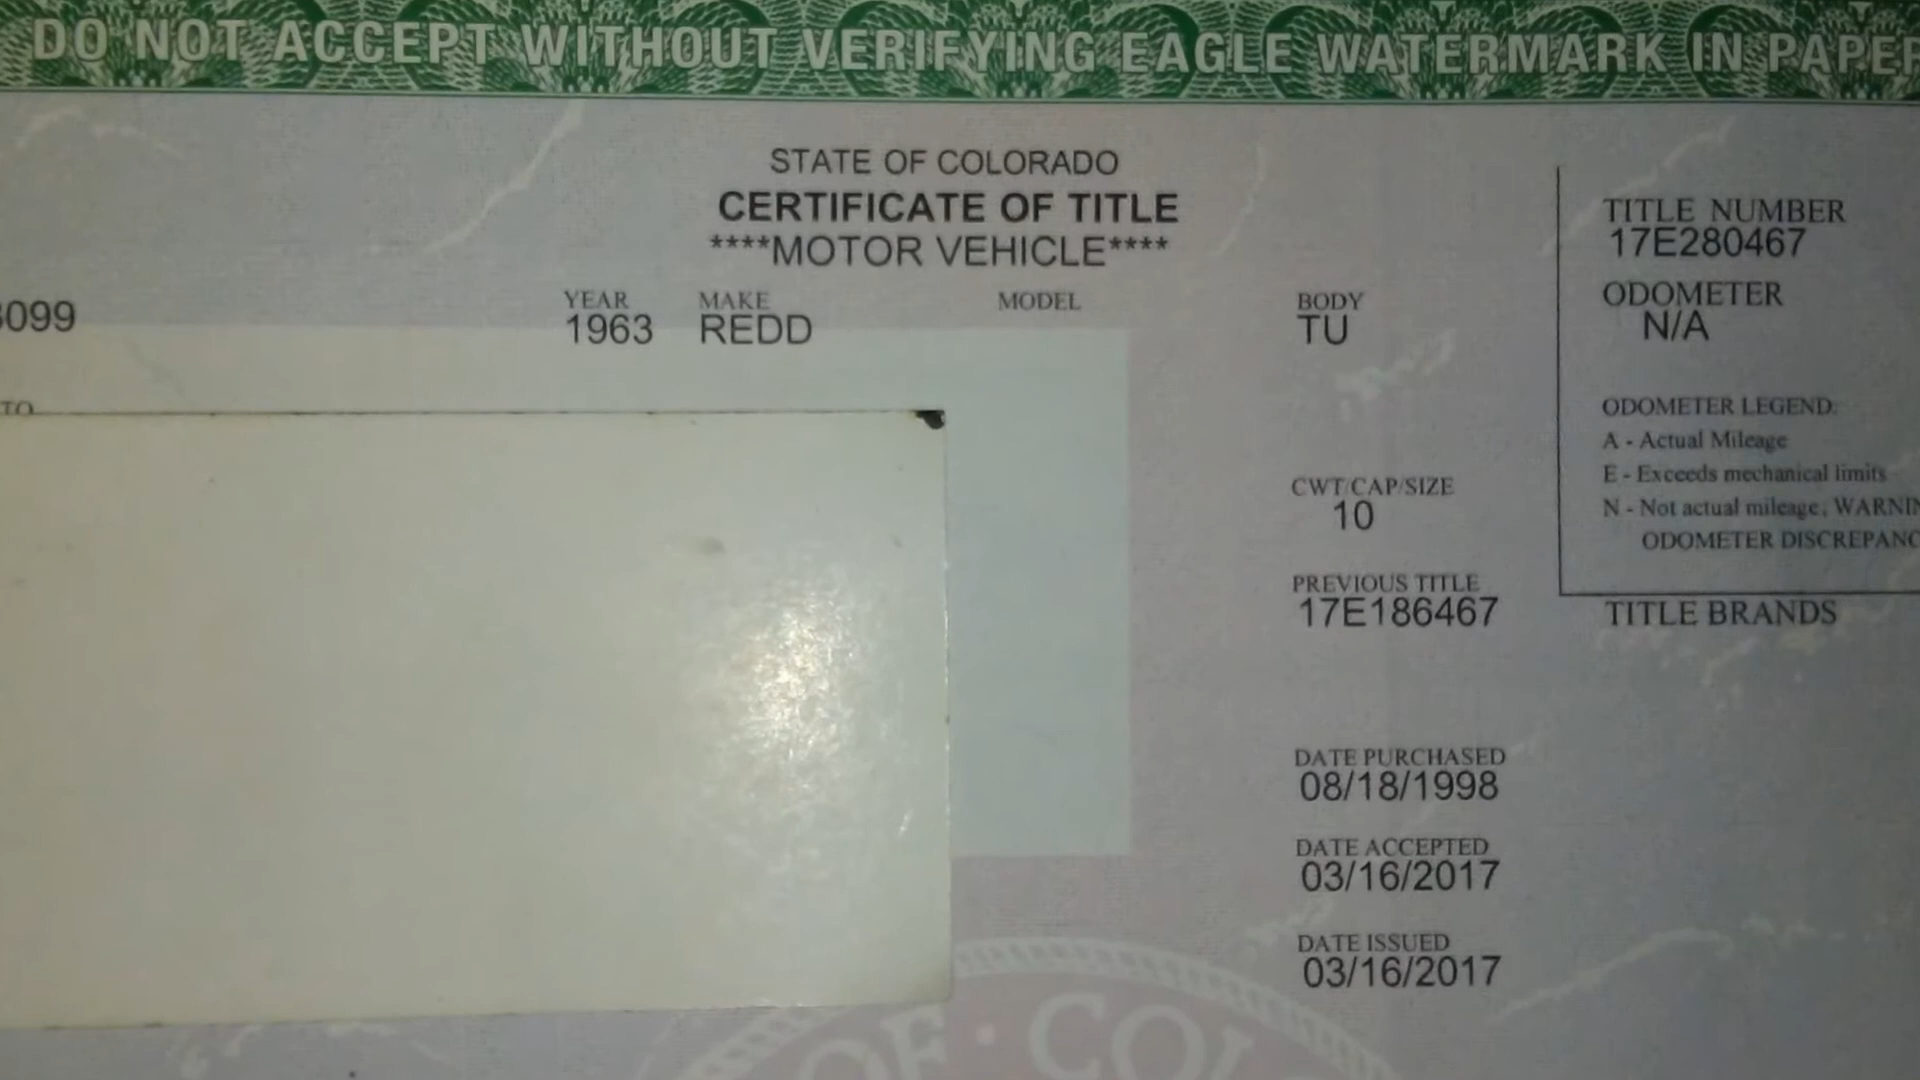 DO NOT ACCEPT WITHOUT VERIFYING EAGLE WATERMARK IN PAPER
STATE OF COLORADO
CERTIFICATE OF TITLE
****MOTOR VEHICLE****
TITLE NUMBER
17E280467
ODOMETER
N/A
YEAR MAKE MODEL BODY
3099 1963 REDD TU
TO
ODOMETER LEGEND:
A - Actual Mileage
E - Exceeds mechanical limits
N - Not actual mileage, WARNIN
ODOMETER DISCREPANC
CWT/CAP/SIZE
10
PREVIOUS TITLE
17E186467
TITLE BRANDS
DATE PURCHASED
08/18/1998
DATE ACCEPTED
03/16/2017
DATE ISSUED
03/16/2017
OF · COL